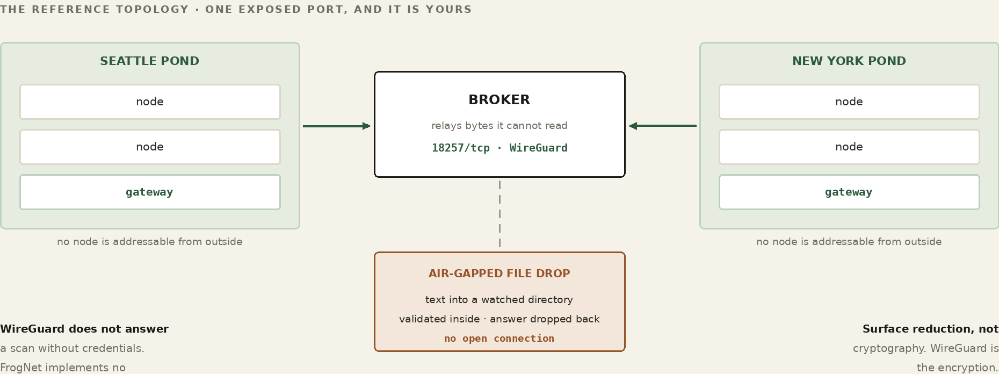 THE REFERENCE TOPOLOGY · ONE EXPOSED PORT, AND IT IS YOURS
SEATTLE POND
node
node
gateway
no node is addressable from outside
BROKER
relays bytes it cannot read
18257/tcp · WireGuard
NEW YORK POND
node
node
gateway
no node is addressable from outside
AIR-GAPPED FILE DROP
text into a watched directory
validated inside · answer dropped back
no open connection
WireGuard does not answer
a scan without credentials.
FrogNet implements no
Surface reduction, not
cryptography. WireGuard is
the encryption.